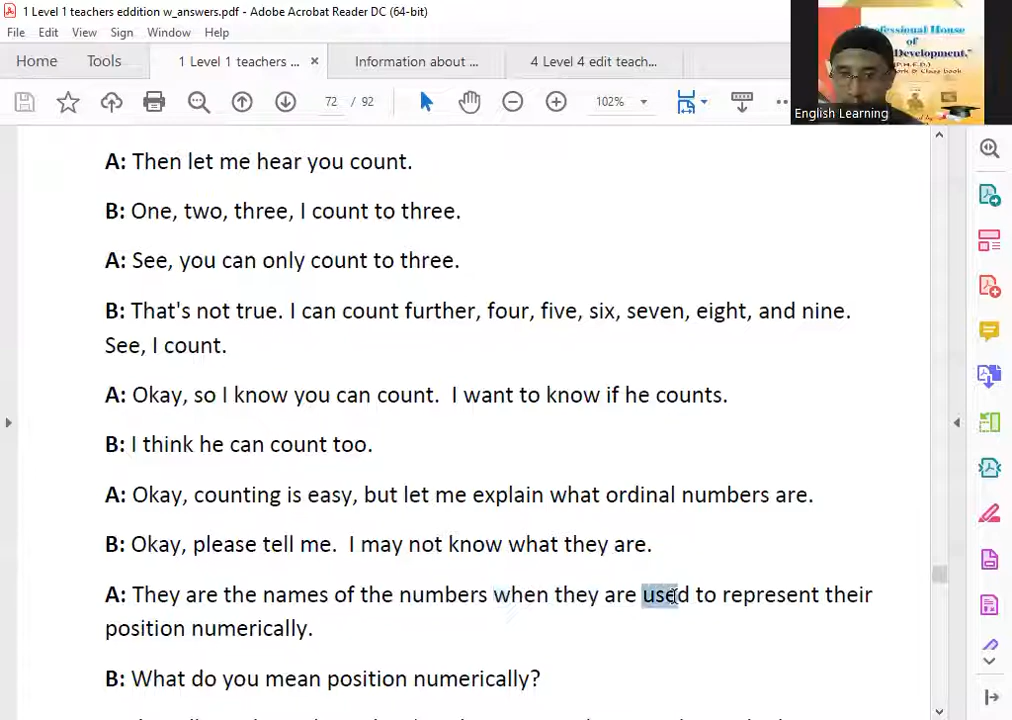 1 Level 1 teachers eddition w_answers.pdf - Adobe Acrobat Reader DC (64-bit)
File Edit View Sign Window Help
Home Tools 1 Level 1 teachers ... × Information about ... 4 Level 4 edit teach...
72 / 92 102%
Professional House
of
Development,"
English Learning
A: Then let me hear you count.
B: One, two, three, I count to three.
A: See, you can only count to three.
B: That's not true. I can count further, four, five, six, seven, eight, and nine.
See, I count.
A: Okay, so I know you can count.  I want to know if he counts.
B: I think he can count too.
A: Okay, counting is easy, but let me explain what ordinal numbers are.
B: Okay, please tell me.  I may not know what they are.
A: They are the names of the numbers when they are used to represent their
position numerically.
B: What do you mean position numerically?